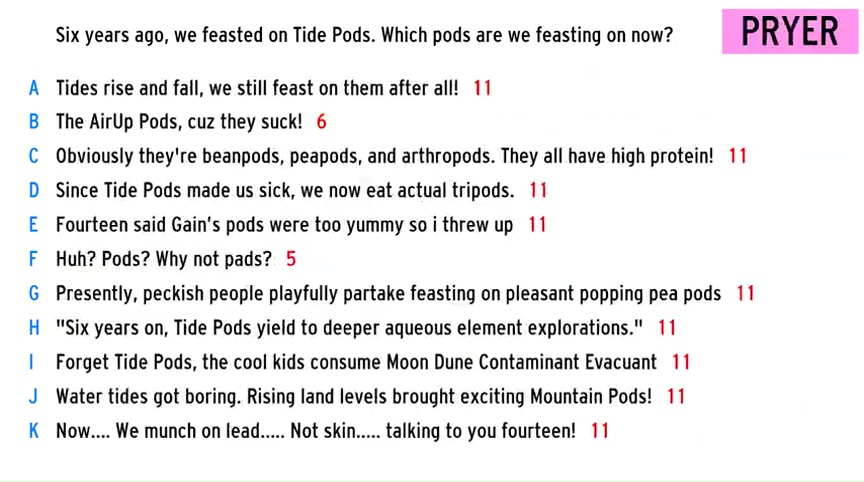 Six years ago, we feasted on Tide Pods. Which pods are we feasting on now?
PRYER
A Tides rise and fall, we still feast on them after all! 11
B The AirUp Pods, cuz they suck! 6
C Obviously they're beanpods, peapods, and arthropods. They all have high protein! 11
D Since Tide Pods made us sick, we now eat actual tripods. 11
E Fourteen said Gain's pods were too yummy so i threw up 11
F Huh? Pods? Why not pads? 5
G Presently, peckish people playfully partake feasting on pleasant popping pea pods 11
H "Six years on, Tide Pods yield to deeper aqueous element explorations." 11
I Forget Tide Pods, the cool kids consume Moon Dune Contaminant Evacuant 11
J Water tides got boring. Rising land levels brought exciting Mountain Pods! 11
K Now.... We munch on lead..... Not skin..... talking to you fourteen! 11